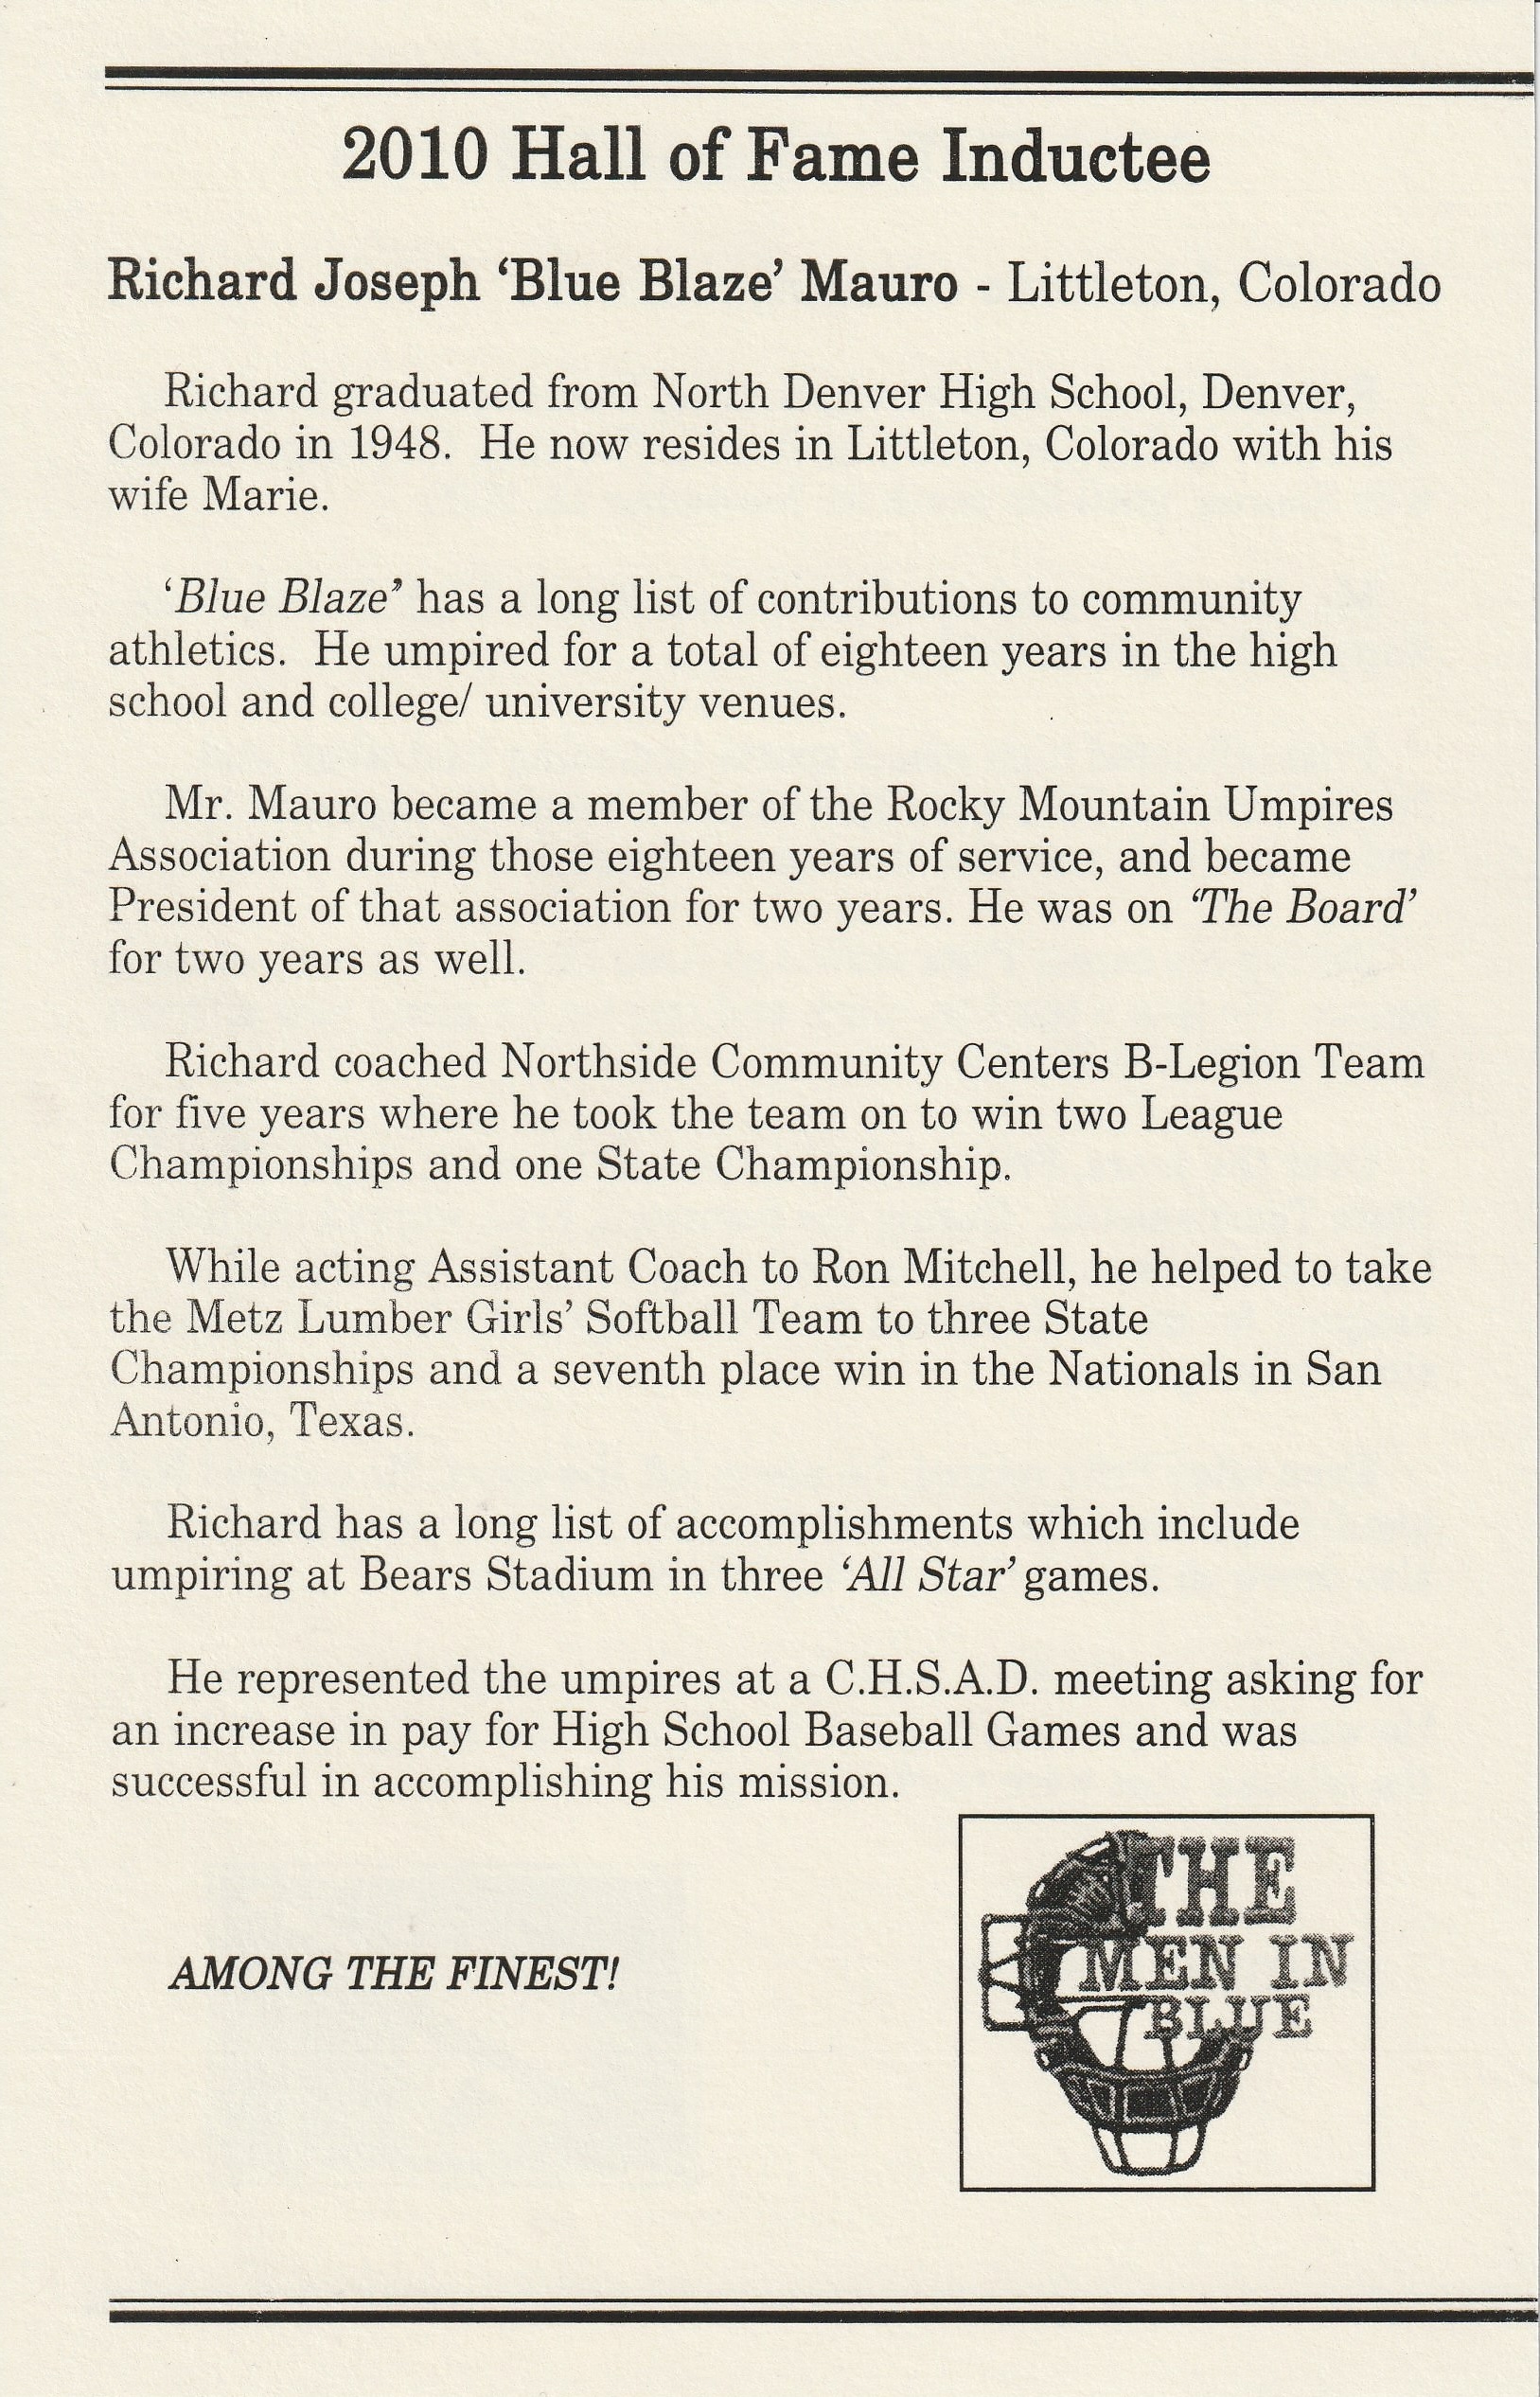 2010 Hall of Fame Inductee
Richard Joseph ‘Blue Blaze’ Mauro - Littleton, Colorado
Richard graduated from North Denver High School, Denver,
Colorado in 1948. He now resides in Littleton, Colorado with his
wife Marie.
‘Blue Blaze’ has a long list of contributions to community
athletics. He umpired for a total of eighteen years in the high
school and college/ university venues.
Mr. Mauro became a member of the Rocky Mountain Umpires
Association during those eighteen years of service, and became
President of that association for two years. He was on ‘The Board’
for two years as well.
Richard coached Northside Community Centers B-Legion Team
for five years where he took the team on to win two League
Championships and one State Championship.
While acting Assistant Coach to Ron Mitchell, he helped to take
the Metz Lumber Girls’ Softball Team to three State
Championships and a seventh place win in the Nationals in San
Antonio, Texas.
Richard has a long list of accomplishments which include
umpiring at Bears Stadium in three ‘All Star’ games.
He represented the umpires at a C.H.S.A.D. meeting asking for
an increase in pay for High School Baseball Games and was
successful in accomplishing his mission.
AMONG THE FINEST!
THE
MEN IN
BLUE